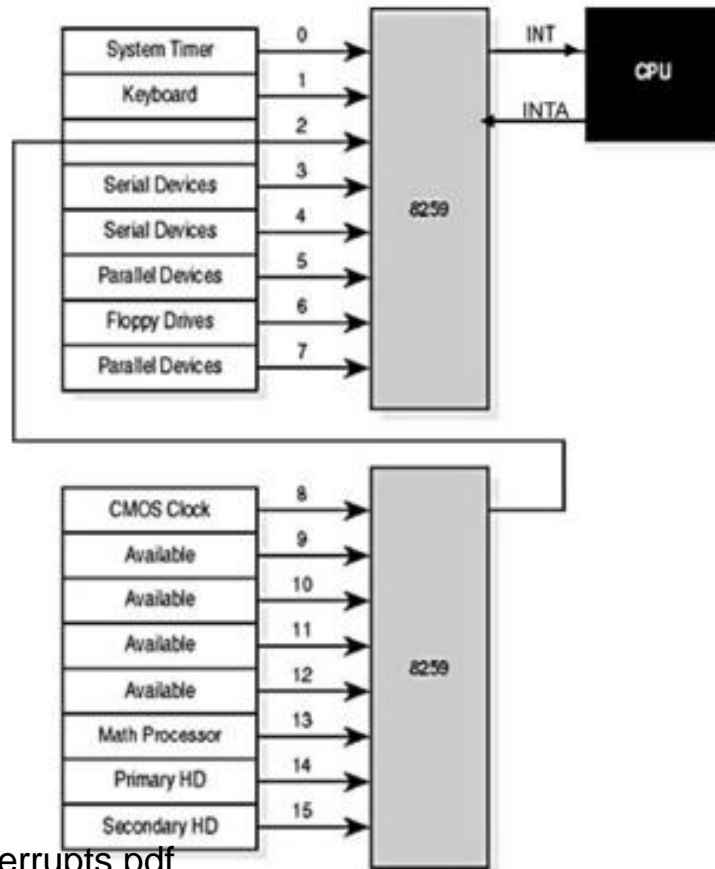 System Timer
0
INT
CPU
Keyboard
1
2
INTA
Serial Devices
3
8259
Serial Devices
4
Parallel Devices
5
Floppy Drives
6
Parallel Devices
7
CMOS Clock
8
Available
9
Available
10
Available
11
8259
Available
12
Math Processor
13
Primary HD
14
Secondary HD
15
errupts.pdf